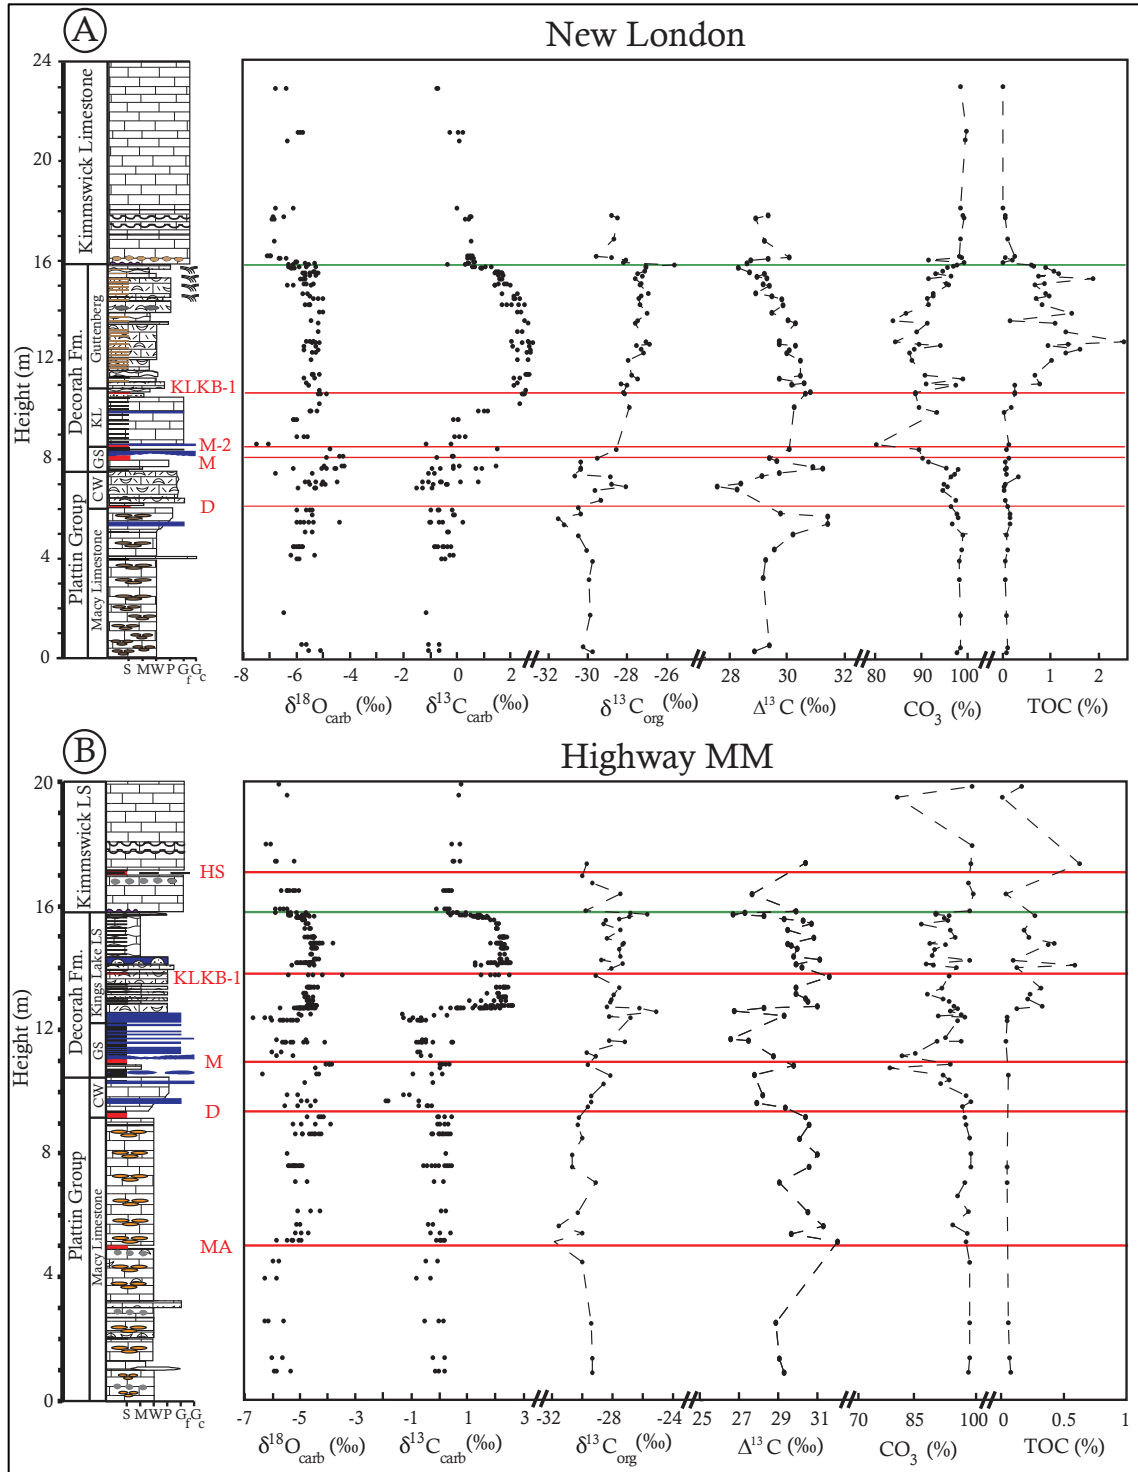 A
New London
24
20
16
12
8
4
0
Height (m)
Kimmswick Limestone
Decorah Fm.
Guttenberg
KL
GS
CW
Plattin Group
Macy Limestone
KLKB-1
M-2
M
D
S M W P Gf Gc
-8 -6 -4 -2 0 2 -32 -30 -28 -26 28 30 32 80 100 0 1 2
δ18Ocarb (‰) δ13Ccarb (‰) δ13Corg (‰) Δ13C (‰) CO3 (%) TOC (%)
B
Highway MM
20
16
12
8
4
0
Height (m)
Kimmswick LS
Decorah Fm.
Kings Lake LS
GS
CW
Plattin Group
Macy Limestone
HS
KLKB-1
M
D
MA
S M W P Gf Gc
-7 -5 -3 -1 1 3 -32 -28 -24 25 27 29 31 70 85 100 0 0.5 1
δ18Ocarb (‰) δ13Ccarb (‰) δ13Corg (‰) Δ13C (‰) CO3 (%) TOC (%)